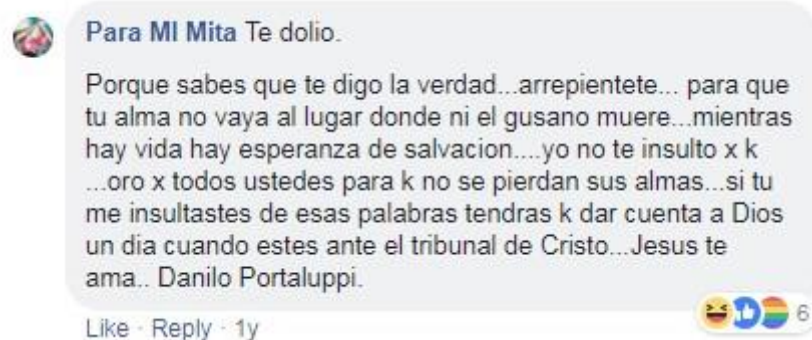 Para MI Mita Te dolio.
Porque sabes que te digo la verdad...arrepientete... para que
tu alma no vaya al lugar donde ni el gusano muere...mientras
hay vida hay esperanza de salvacion....yo no te insulto x k
...oro x todos ustedes para k no se pierdan sus almas...si tu
me insultastes de esas palabras tendras k dar cuenta a Dios
un dia cuando estes ante el tribunal de Cristo...Jesus te
ama.. Danilo Portaluppi.
Like · Reply · 1y
6